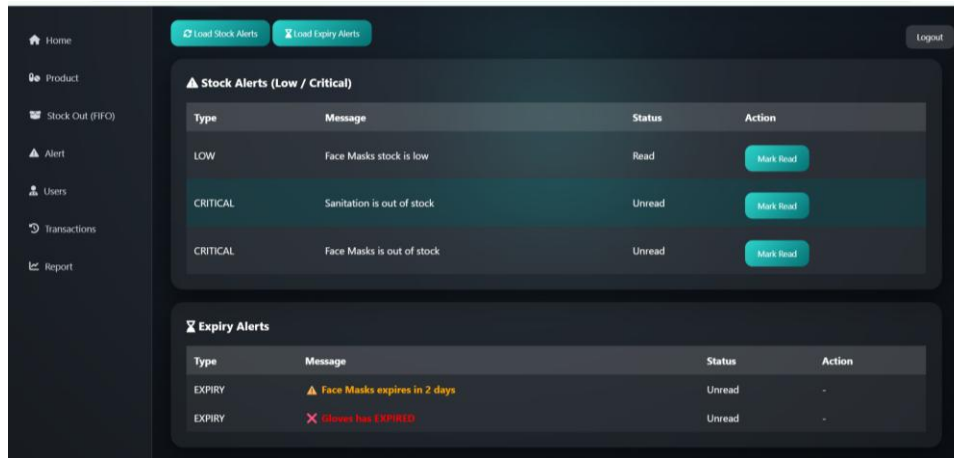 Home
Product
Stock Out (FIFO)
Alert
Users
Transactions
Report
Load Stock Alerts Load Expiry Alerts
Logout
Stock Alerts (Low / Critical)
Type Message Status Action
LOW Face Masks stock is low Read Mark Read
CRITICAL Sanitation is out of stock Unread Mark Read
CRITICAL Face Masks is out of stock Unread Mark Read
Expiry Alerts
Type Message Status Action
EXPIRY Face Masks expires in 2 days Unread -
EXPIRY Gloves has EXPIRED Unread -